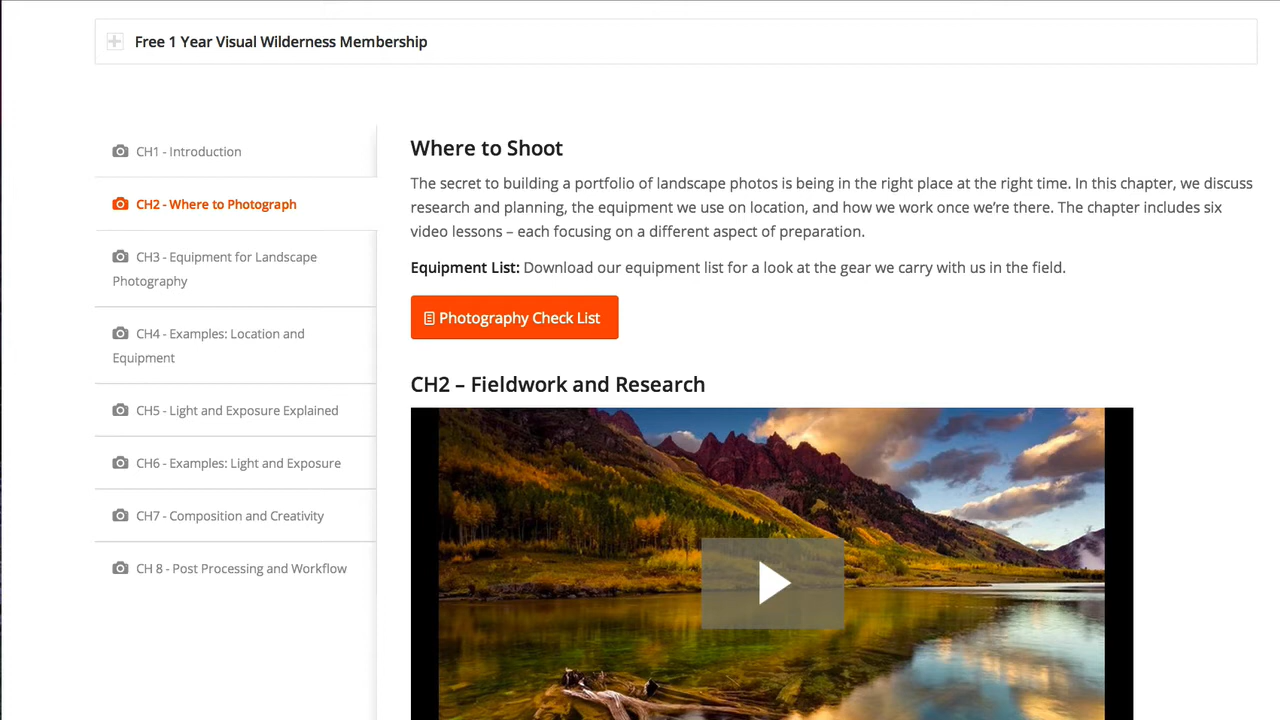 Free 1 Year Visual Wilderness Membership
CH1 - Introduction
CH2 - Where to Photograph
CH3 - Equipment for Landscape
Photography
CH4 - Examples: Location and
Equipment
CH5 - Light and Exposure Explained
CH6 - Examples: Light and Exposure
CH7 - Composition and Creativity
CH 8 - Post Processing and Workflow
Where to Shoot
The secret to building a portfolio of landscape photos is being in the right place at the right time. In this chapter, we discuss
research and planning, the equipment we use on location, and how we work once we’re there. The chapter includes six
video lessons – each focusing on a different aspect of preparation.
Equipment List: Download our equipment list for a look at the gear we carry with us in the field.
Photography Check List
CH2 – Fieldwork and Research